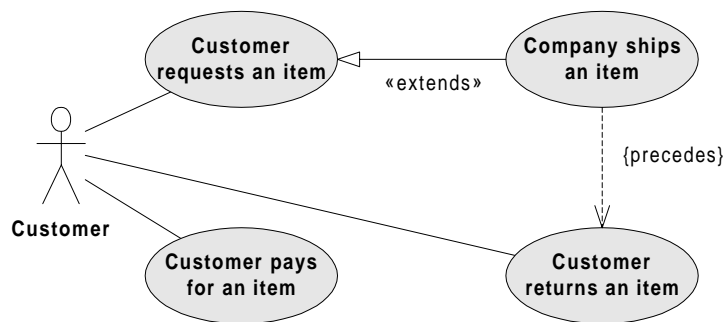 Customer
requests an item
Company ships
an item
«extends»
{precedes}
Customer
Customer pays
for an item
Customer
returns an item